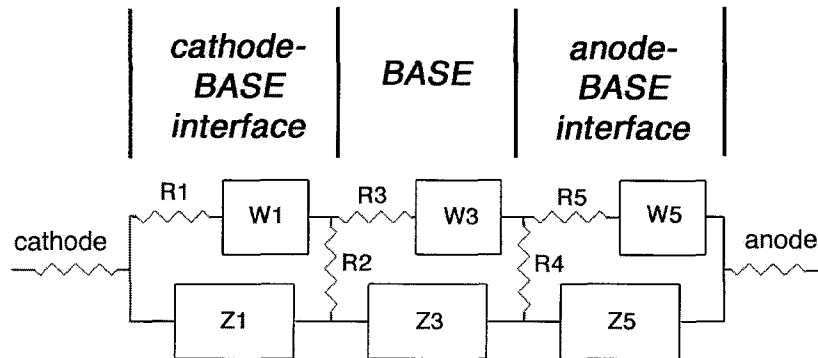 cathode-
BASE
interface
BASE
anode-
BASE
interface
R1
W1
R3
W3
R5
W5
cathode
R2
R4
anode
Z1
Z3
Z5